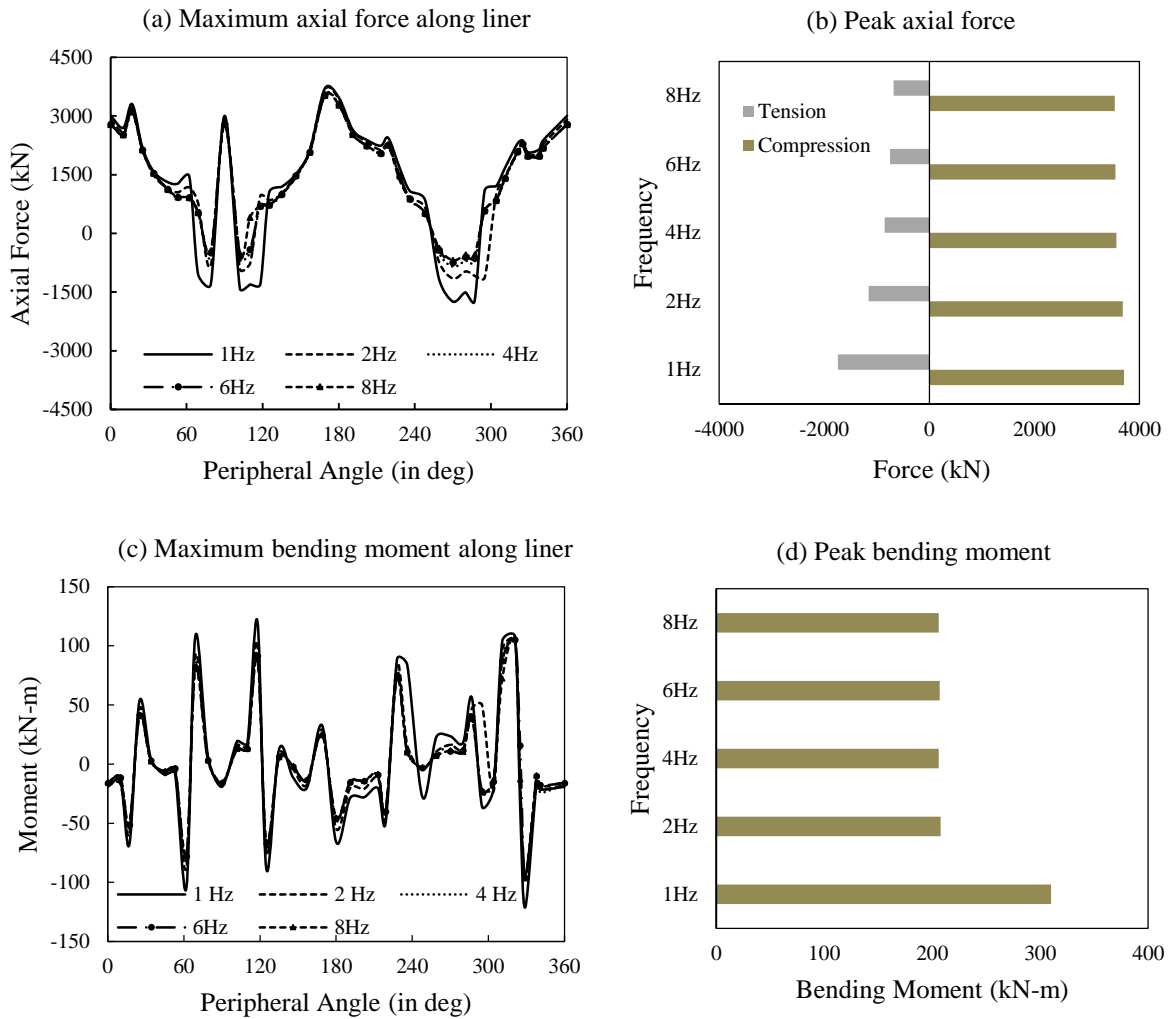 (a) Maximum axial force along liner
4500
3000
1500
0
-1500
-3000
-4500
Axial Force (kN)
1Hz 2Hz 4Hz
6Hz 8Hz
0 60 120 180 240 300 360
Peripheral Angle (in deg)
(b) Peak axial force
Tension
Compression
8Hz
6Hz
4Hz
2Hz
1Hz
Frequency
-4000 -2000 0 2000 4000
Force (kN)
(c) Maximum bending moment along liner
150
100
50
0
-50
-100
-150
Moment (kN-m)
1 Hz 2 Hz 4 Hz
6Hz 8Hz
0 60 120 180 240 300 360
Peripheral Angle (in deg)
(d) Peak bending moment
8Hz
6Hz
4Hz
2Hz
1Hz
Frequency
0 100 200 300 400
Bending Moment (kN-m)